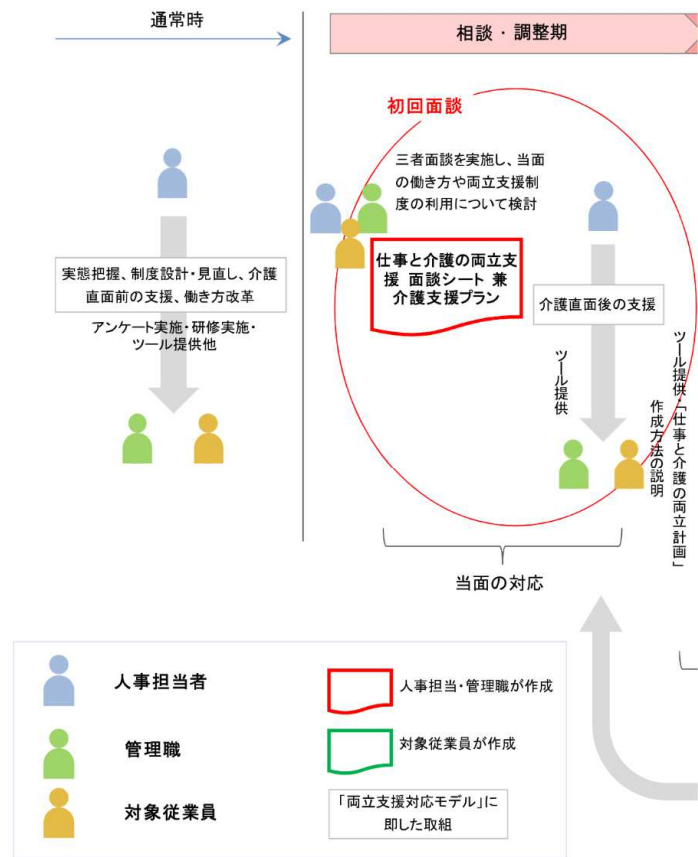 通常時
相談・調整期
初回面談
三者面談を実施し、当面
の働き方や両立支援制
度の利用について検討
仕事と介護の両立支
援 面談シート 兼
介護支援プラン
実態把握、制度設計・見直し、介護
直面前の支援、働き方改革
アンケート実施・研修実施・
ツール提供他
介護直面後の支援
ツール提供
ツール提供・「仕事と介護の両立計画」
作成方法の説明
当面の対応
人事担当者
管理職
対象従業員
人事担当・管理職が作成
対象従業員が作成
「両立支援対応モデル」に
即した取組